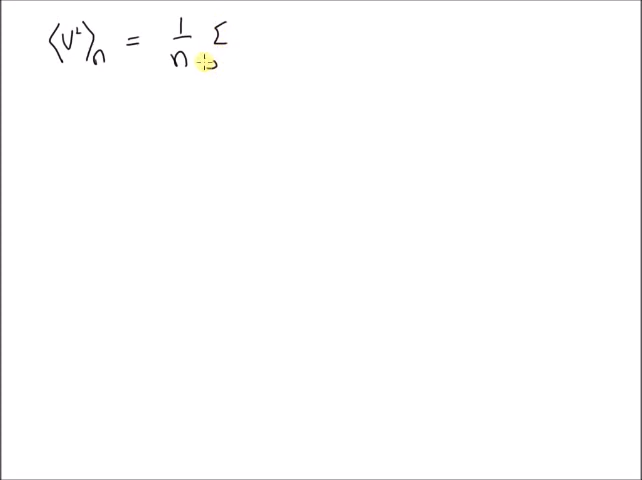 ⟨v²⟩ₙ = 1/n Σ